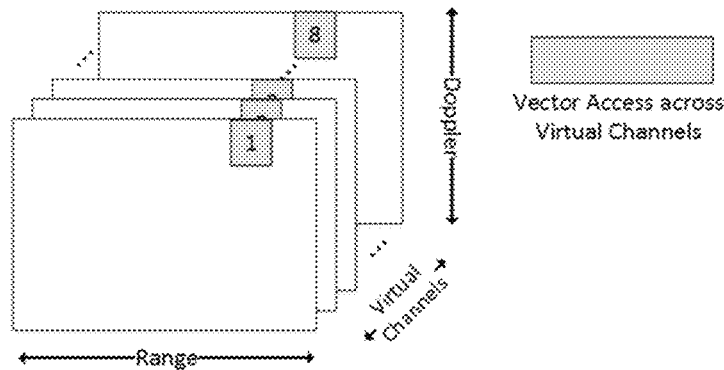 8
1
Doppler
Vector Access across
Virtual Channels
Virtual
Channels
Range